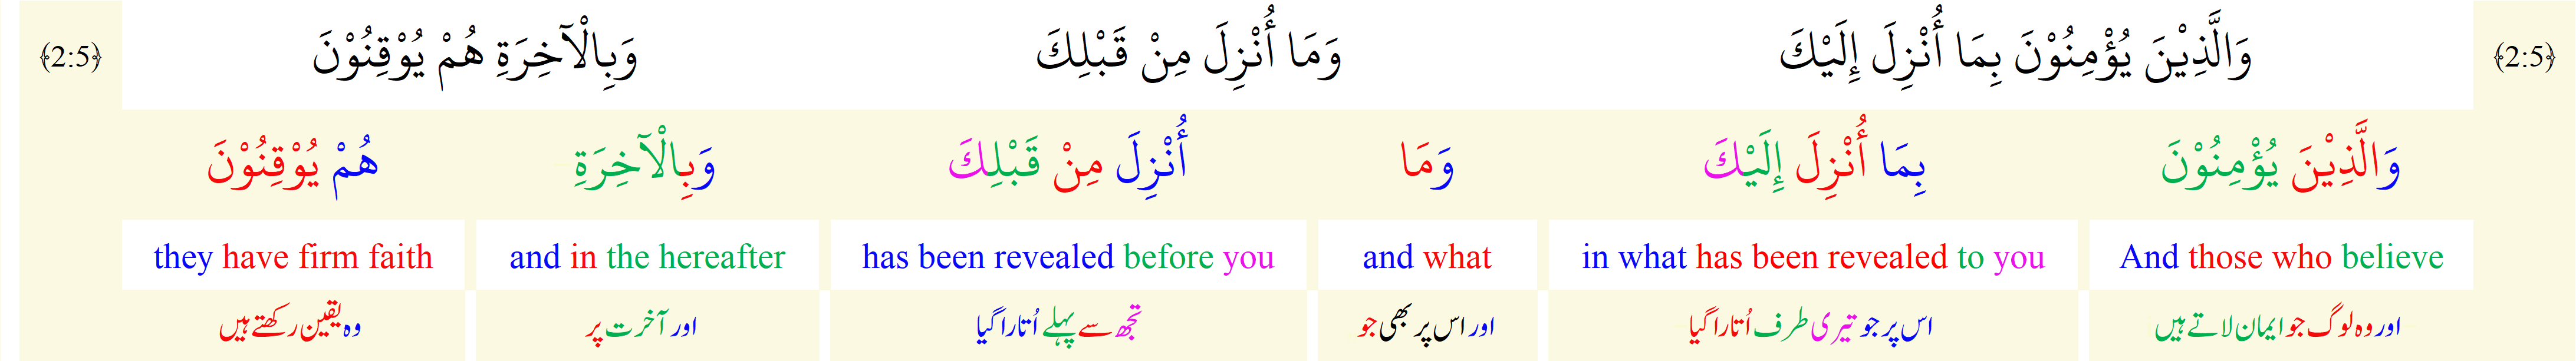 ﴿2:5﴾ وَالَّذِيْنَ يُؤْمِنُوْنَ بِمَا أُنْزِلَ إِلَيْكَ وَمَا أُنْزِلَ مِنْ قَبْلِكَ وَبِالْآخِرَةِ هُمْ يُوْقِنُوْنَ ﴿2:5﴾
وَالَّذِيْنَ يُؤْمِنُوْنَ بِمَا أُنْزِلَ إِلَيْكَ وَمَا أُنْزِلَ مِنْ قَبْلِكَ وَبِالْآخِرَةِ هُمْ يُوْقِنُوْنَ
And those who believe in what has been revealed to you and what has been revealed before you and in the hereafter they have firm faith
اور وہ لوگ جو ایمان لاتے ہیں اس پر جو تیری طرف اُتارا گیا اور اس پر بھی جو تجھ سے پہلے اُتارا گیا اور آخرت پر وہ یقین رکھتے ہیں